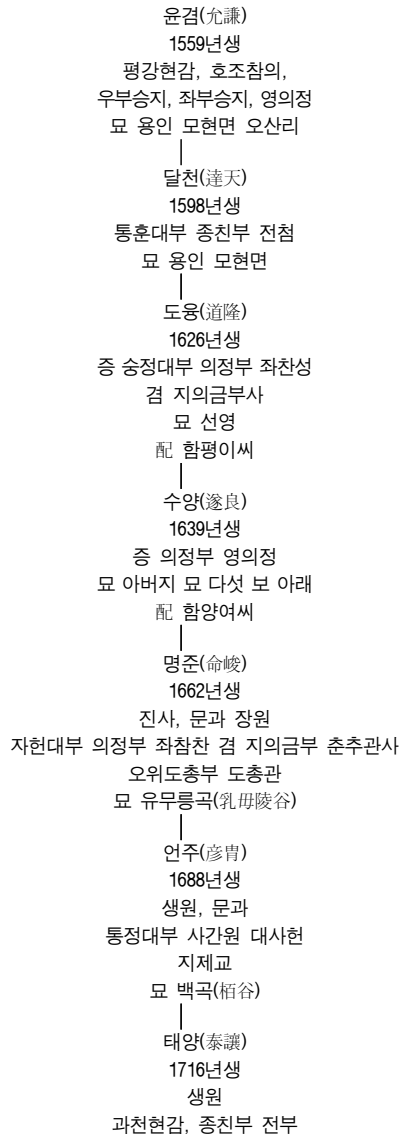 윤겸(允謙)
1559년생
평강현감, 호조참의,
우부승지, 좌부승지, 영의정
묘 용인 모현면 오산리
달천(達天)
1598년생
통훈대부 종친부 전첨
묘 용인 모현면
도융(道隆)
1626년생
증 숭정대부 의정부 좌찬성
겸 지의금부사
묘 선영
配 함평이씨
수양(遂良)
1639년생
증 의정부 영의정
묘 아버지 묘 다섯 보 아래
配 함양여씨
명준(命峻)
1662년생
진사, 문과 장원
자헌대부 의정부 좌참찬 겸 지의금부 춘추관사
오위도총부 도총관
묘 유무릉곡(乳毋陵谷)
언주(彦冑)
1688년생
생원, 문과
통정대부 사간원 대사헌
지제교
묘 백곡(栢谷)
태양(泰讓)
1716년생
생원
과천현감, 종친부 전부